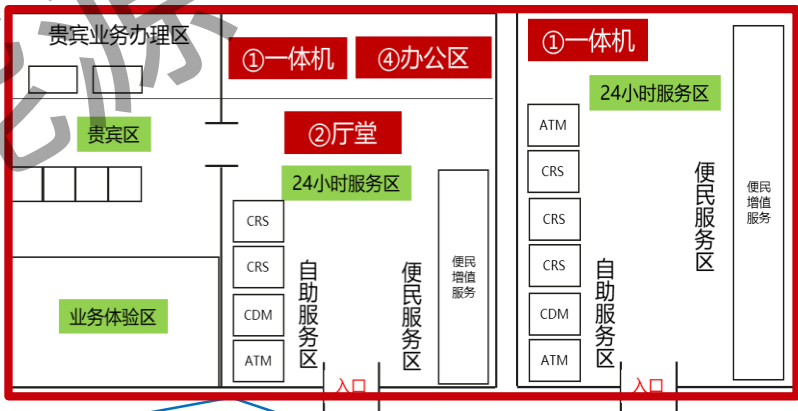 贵宾业务办理区
①一体机
④办公区
①一体机
24小时服务区
贵宾区
②厅堂
24小时服务区
ATM
CRS
CRS
CRS
CDM
ATM
便民服务区
便民
增值
服务
CRS
CRS
CDM
ATM
自助服务区
便民服务区
便民
增值
服务
自助服务区
业务体验区
入口
入口